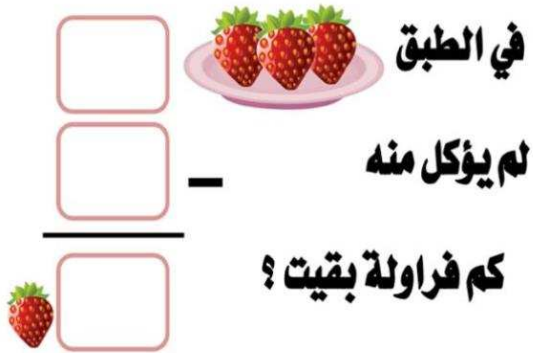 في الطبق
لم يؤكل منه
–
كم فراولة بقيت ؟